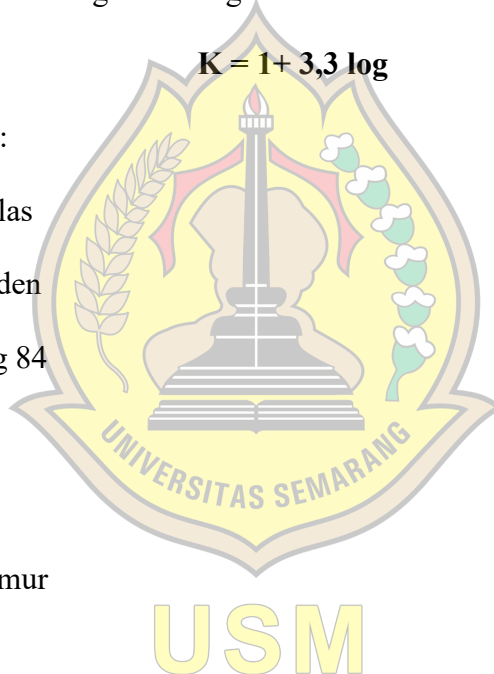 K = 1+ 3,3 log
:
las
den
g 84
UNIVERSITAS SEMARANG
mur
USM